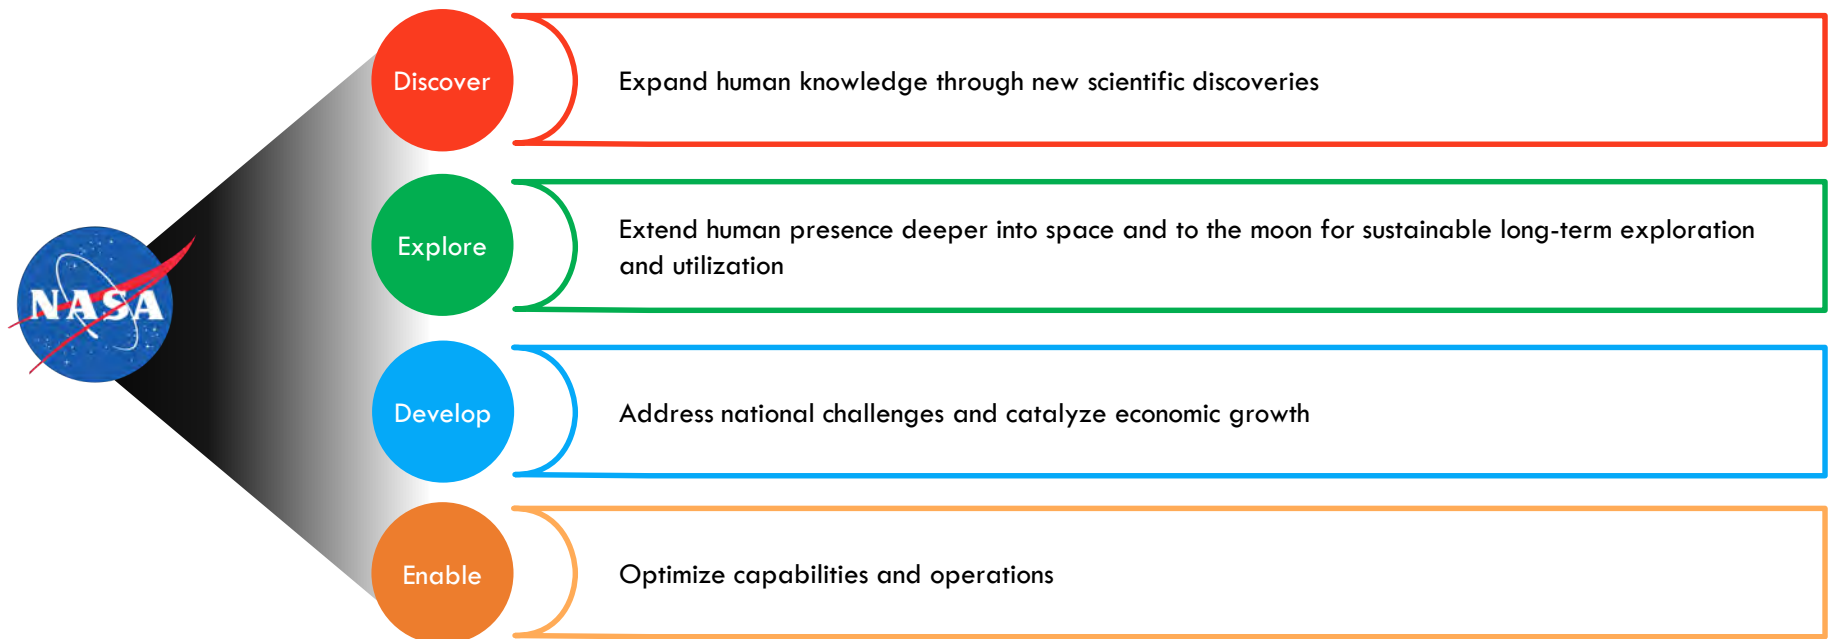 Discover
Expand human knowledge through new scientific discoveries
Explore
Extend human presence deeper into space and to the moon for sustainable long-term exploration
and utilization
NASA
Develop
Address national challenges and catalyze economic growth
Enable
Optimize capabilities and operations